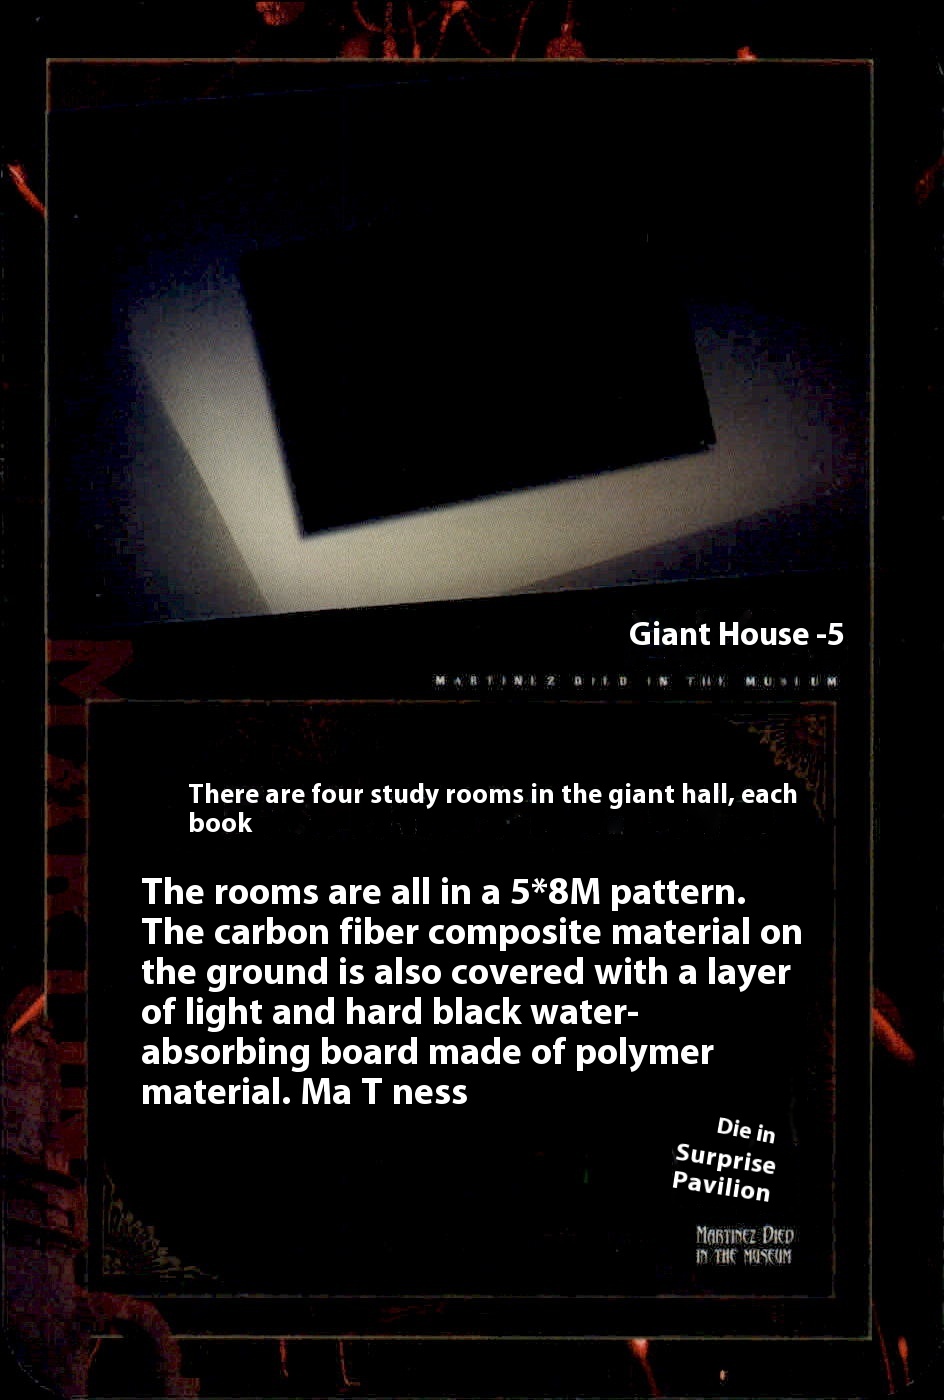 Giant House -5
MARTINEZ DIED IN THE MUSEUM
There are four study rooms in the giant hall, each
book
The rooms are all in a 5*8M pattern.
The carbon fiber composite material on
the ground is also covered with a layer
of light and hard black water-
absorbing board made of polymer
material. Ma T ness
Die in
Surprise
Pavilion
MARTINEZ DIED
IN THE MUSEUM